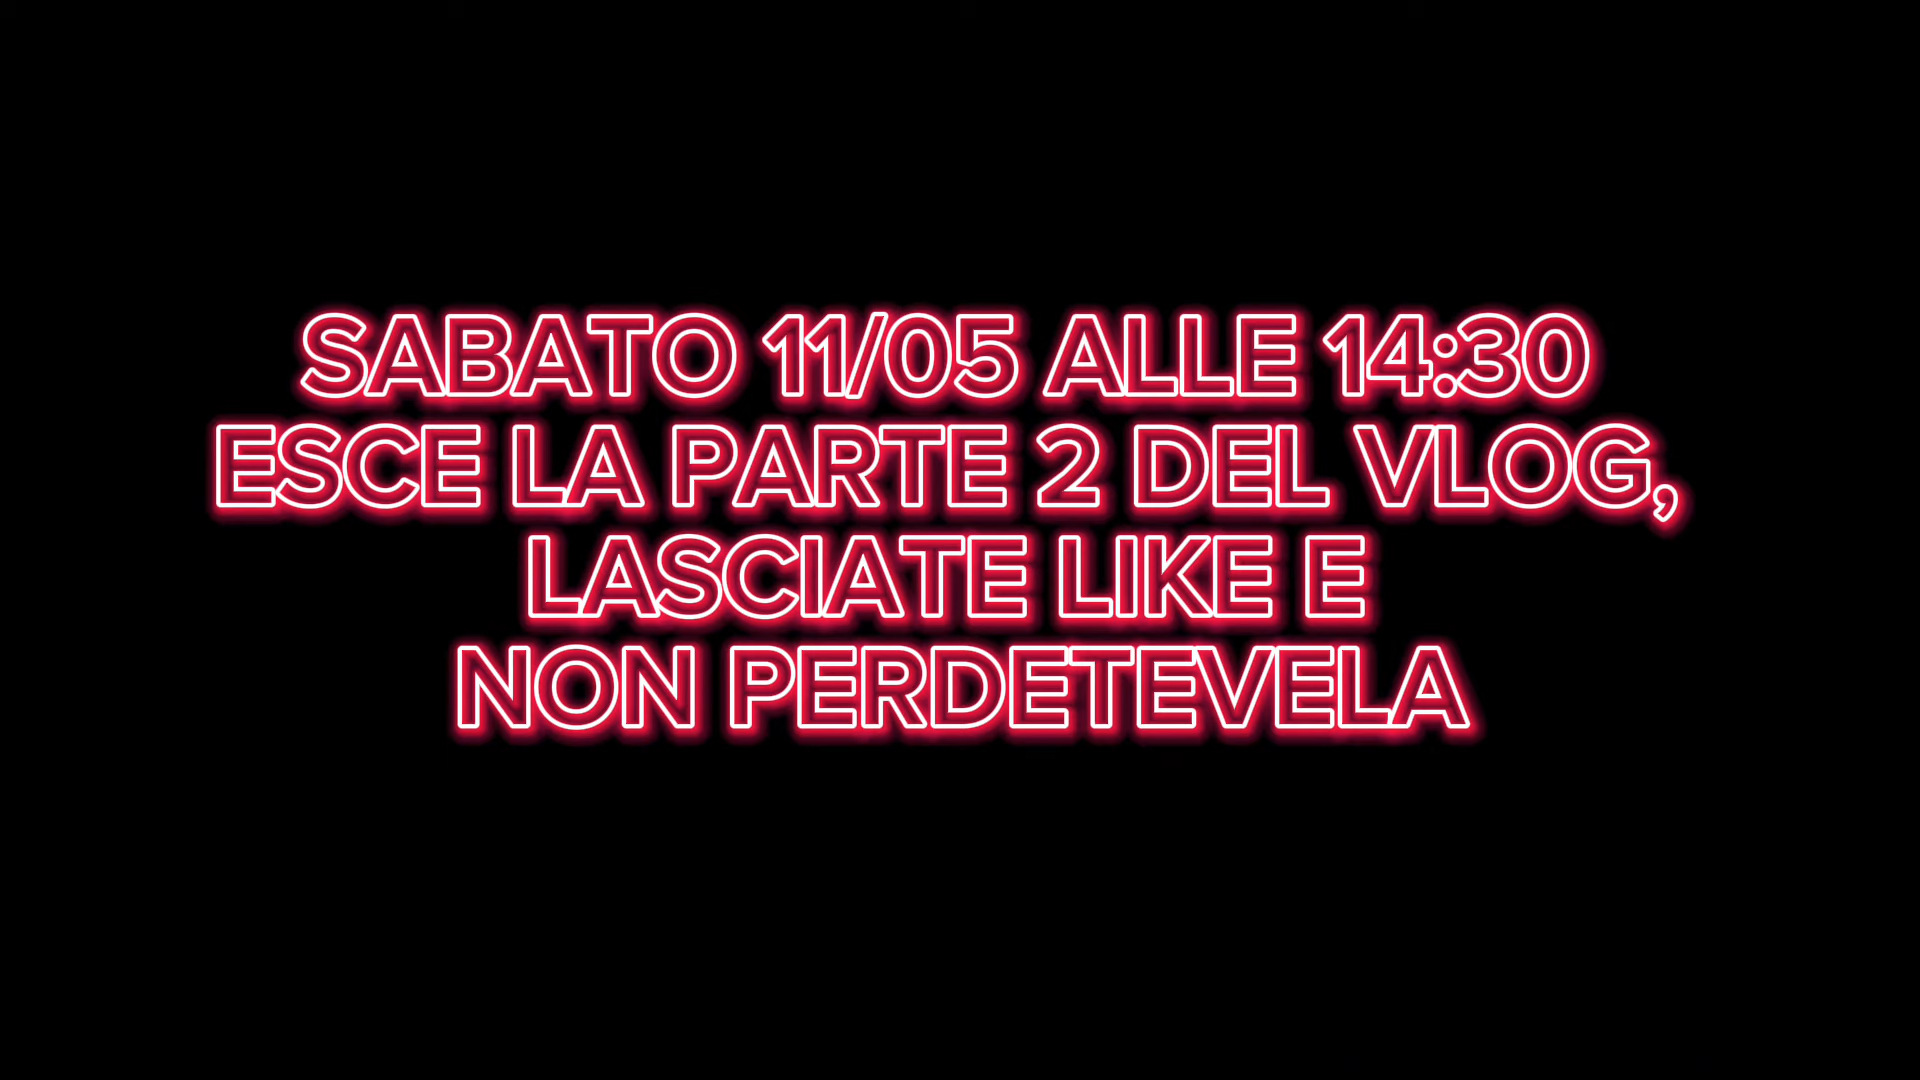 SABATO 11/05 ALLE 14:30
ESCE LA PARTE 2 DEL VLOG,
LASCIATE LIKE E
NON PERDETEVELA